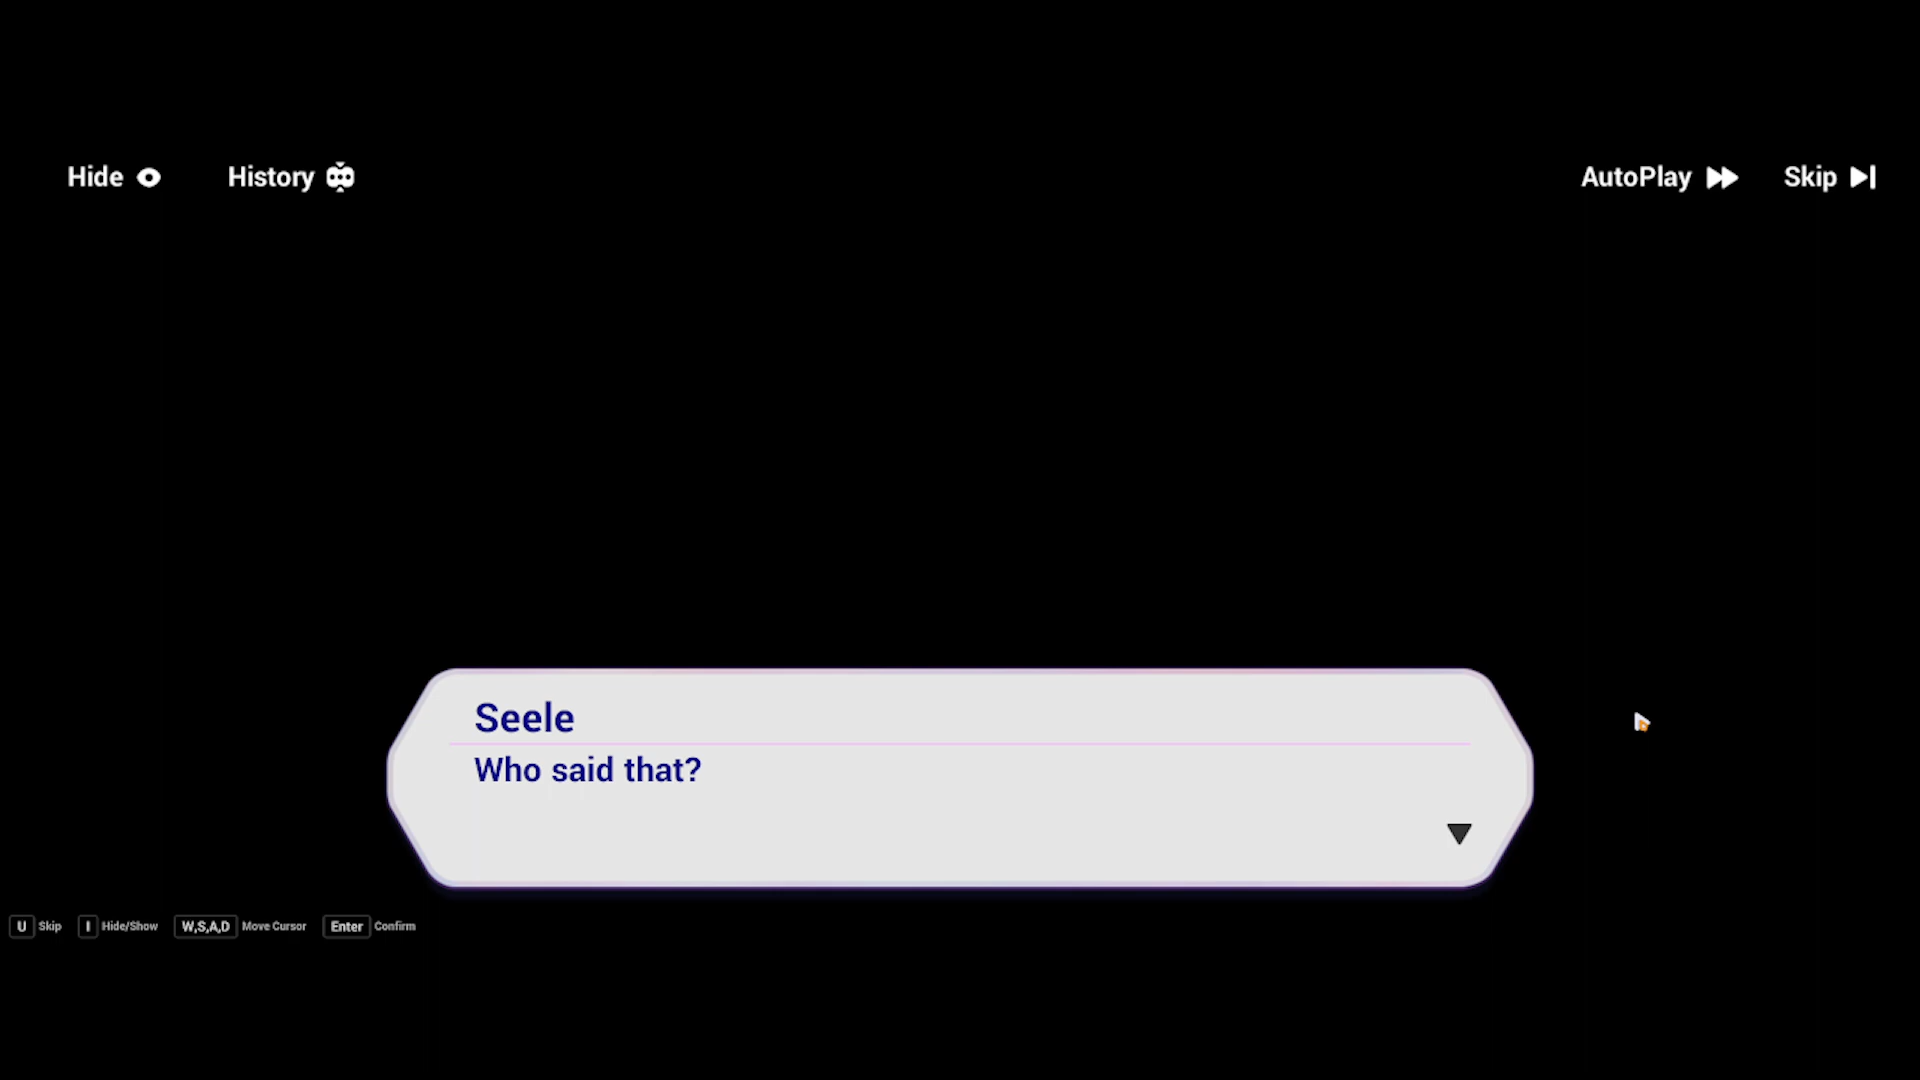 Hide
History
AutoPlay
Skip
Seele
Who said that?
U Skip
I Hide/Show
W,S,A,D Move Cursor
Enter Confirm